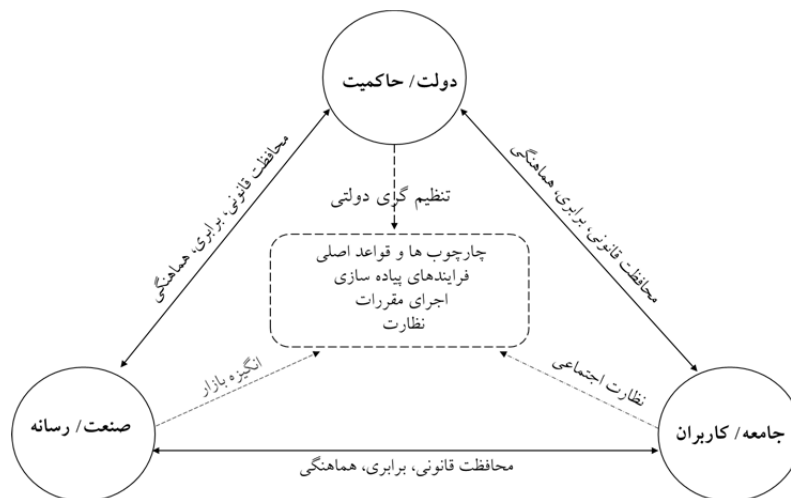 دولت/ حاکمیت
محافظت قانونی، برابری، هماهنگی
محافظت قانونی، برابری، هماهنگی
تنظیم گری دولتی
چارچوب ها و قواعد اصلی
فرایندهای پیاده سازی
اجرای مقررات
نظارت
نظارت اجتماعی
انگیزه بازار
جامعه/ کاربران
صنعت/ رسانه
محافظت قانونی، برابری، هماهنگی